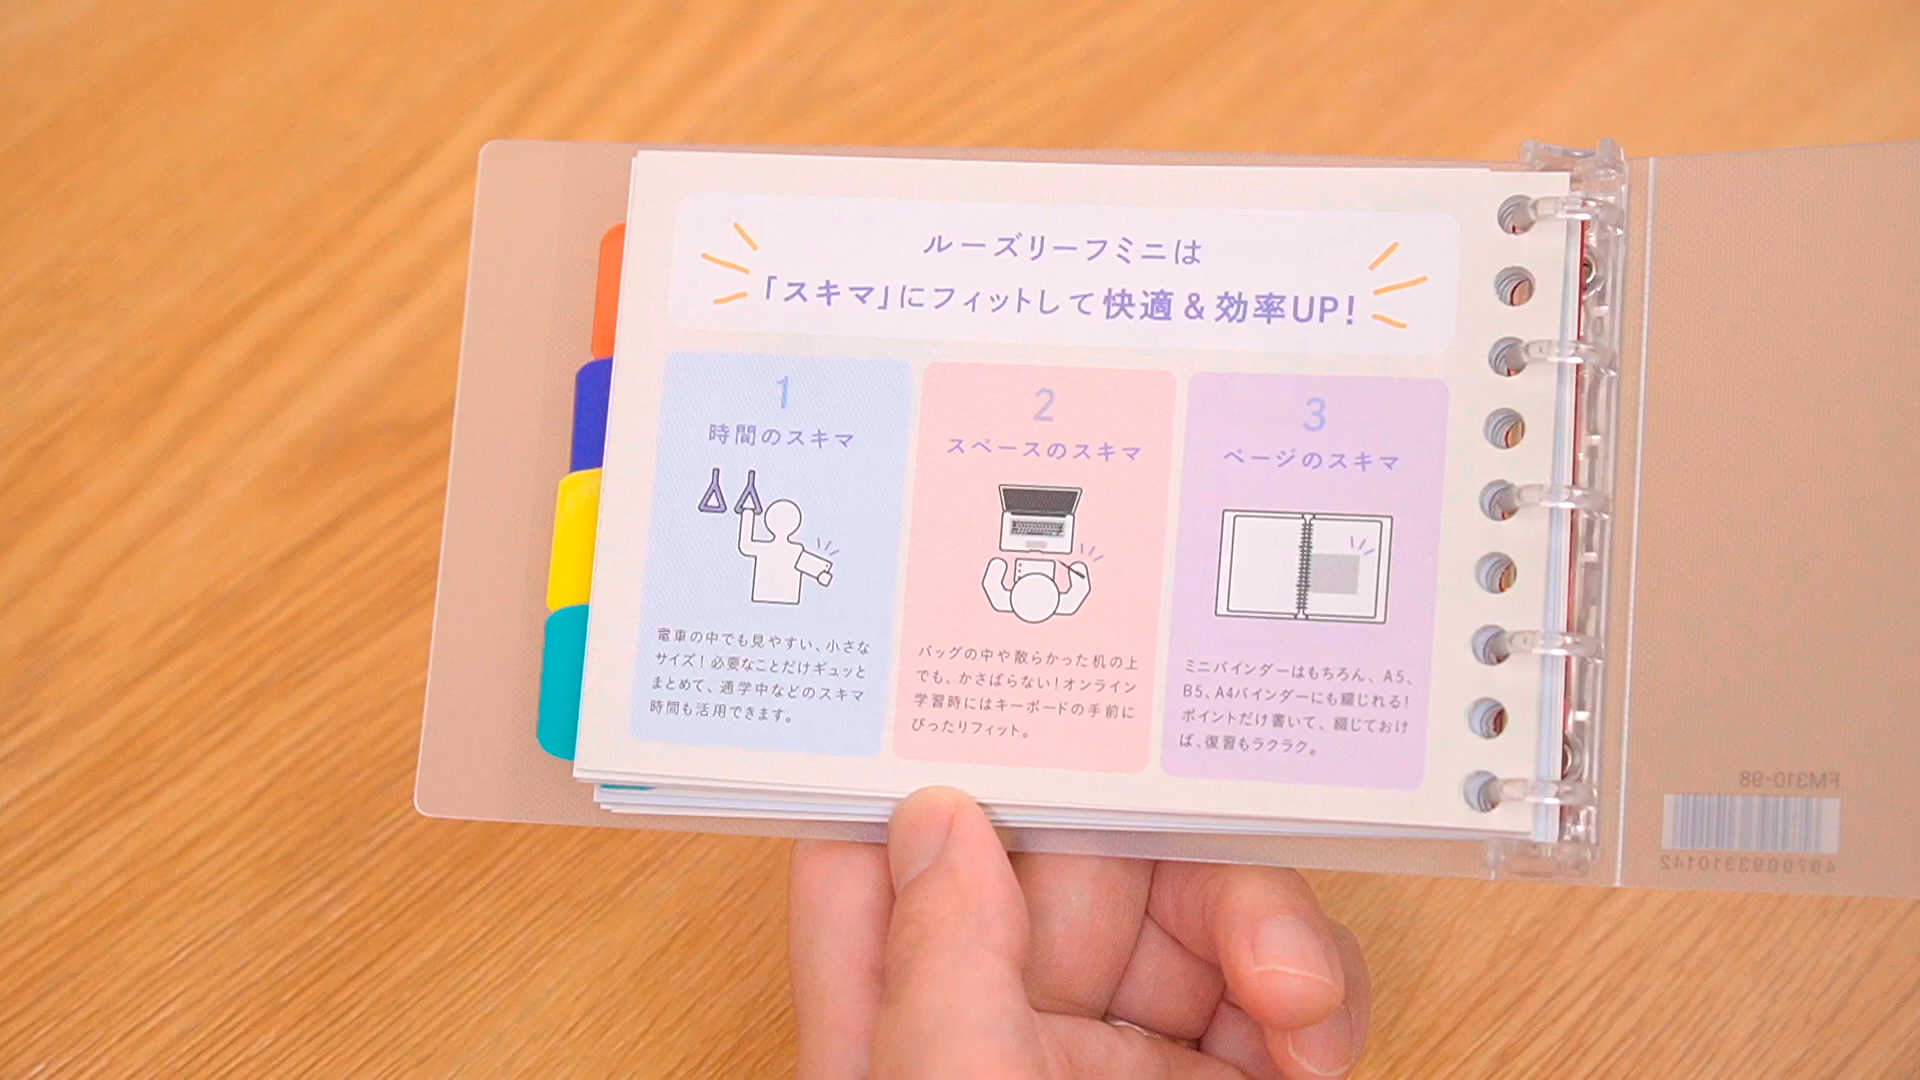 ルーズリーフミニは
「スキマ」にフィットして快適&効率UP!
1
時間のスキマ
電車の中でも見やすい、小さな
サイズ!必要なことだけギュッと
まとめて、通学中などのスキマ
時間も活用できます。
2
スペースのスキマ
バッグの中や散らかった机の上
でも、かさばらない!オンライン
学習時にはキーボードの手前に
ぴったりフィット。
3
ページのスキマ
ミニバインダーはもちろん、A5、
B5、A4バインダーにも綴じれる!
ポイントだけ書いて、綴じておけ
ば、復習もラクラク。
FM310-98
4979093310142